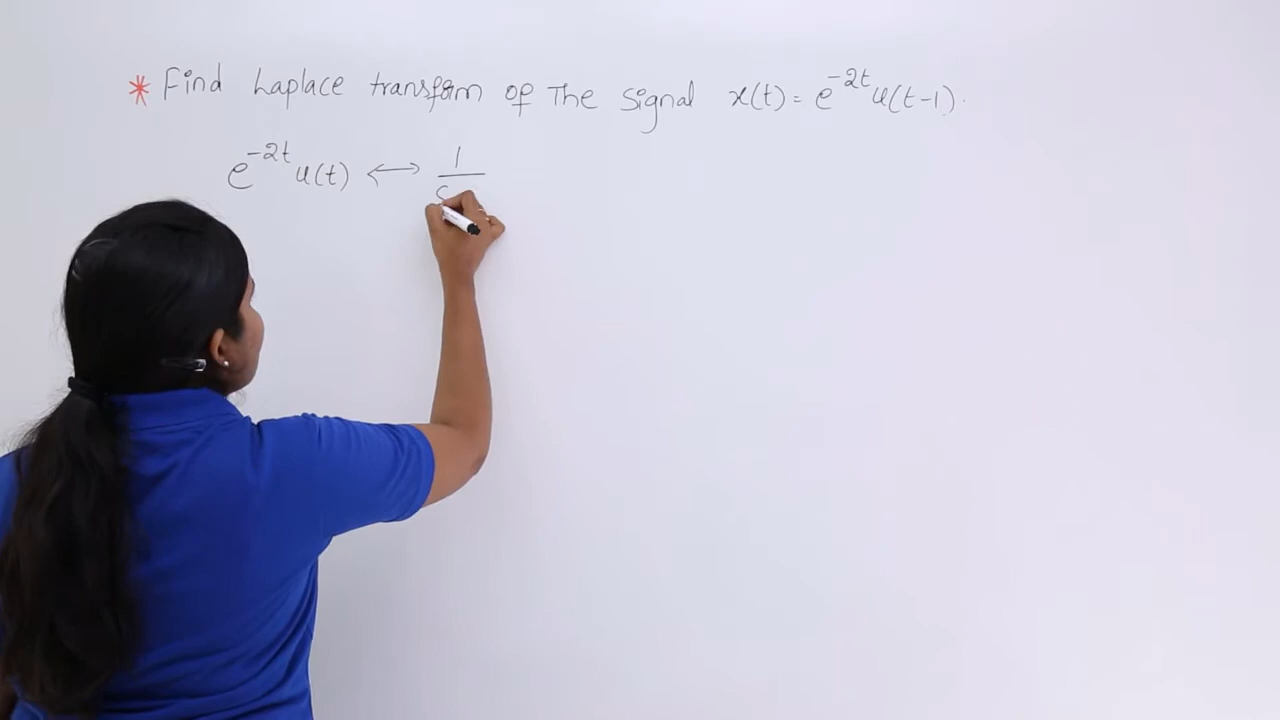 * Find Laplace transform of The signal x(t) = e^{-2t} u(t-1).
e^{-2t} u(t) ↔ 1/s